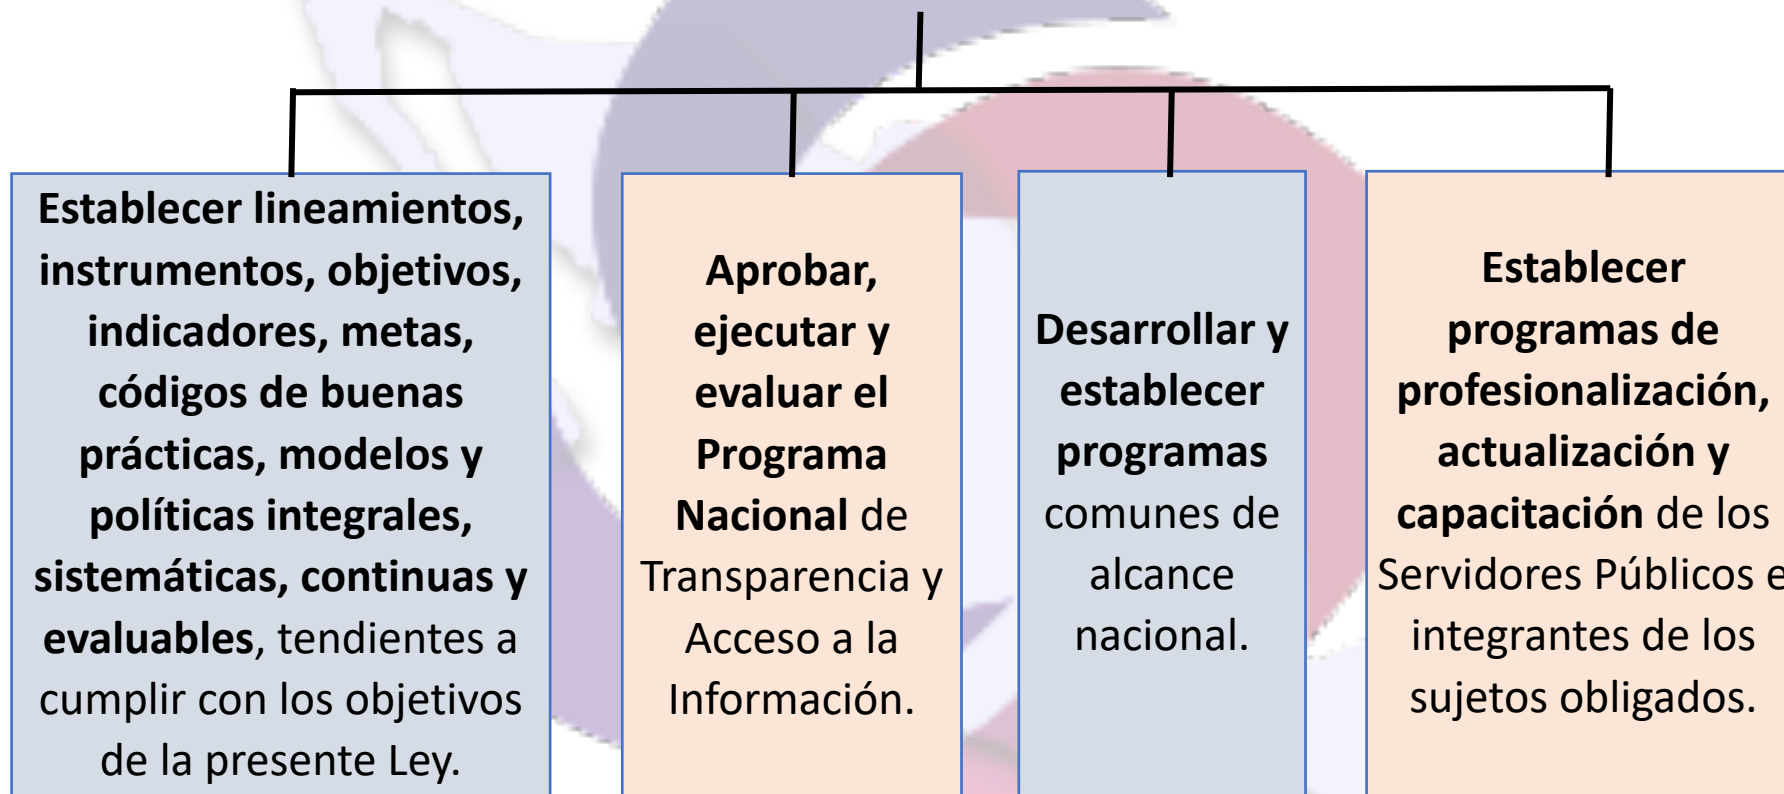 Establecer lineamientos,
instrumentos, objetivos,
indicadores, metas,
códigos de buenas
prácticas, modelos y
políticas integrales,
sistemáticas, continuas y
evaluables, tendientes a
cumplir con los objetivos
de la presente Ley.
Aprobar,
ejecutar y
evaluar el
Programa
Nacional de
Transparencia y
Acceso a la
Información.
Desarrollar y
establecer
programas
comunes de
alcance
nacional.
Establecer
programas de
profesionalización,
actualización y
capacitación de los
Servidores Públicos e
integrantes de los
sujetos obligados.